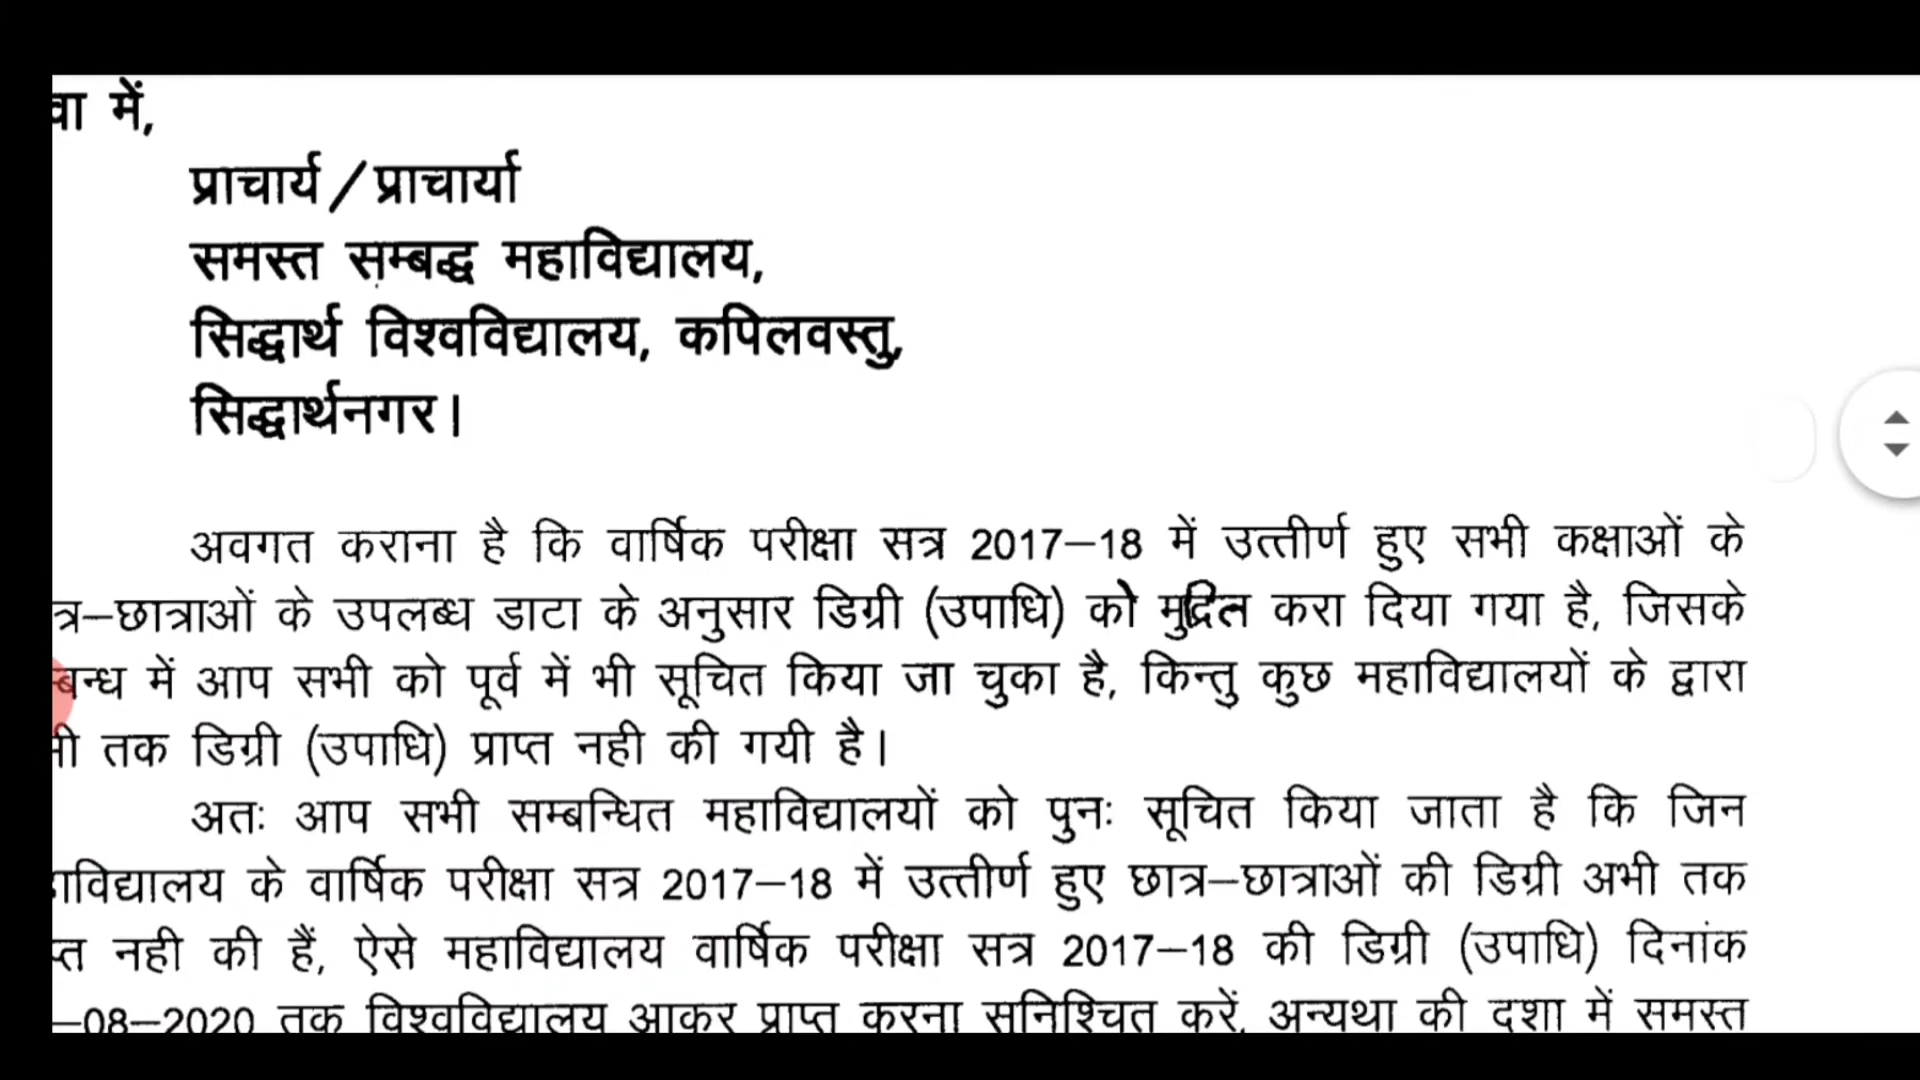 में,
प्राचार्य/प्राचार्या
समस्त सम्बद्ध महाविद्यालय,
सिद्धार्थ विश्वविद्यालय, कपिलवस्तु,
सिद्धार्थनगर।
अवगत कराना है कि वार्षिक परीक्षा सत्र 2017–18 में उत्तीर्ण हुए सभी कक्षाओं के
त्र–छात्राओं के उपलब्ध डाटा के अनुसार डिग्री (उपाधि) को मुद्रित करा दिया गया है, जिसके
बन्ध में आप सभी को पूर्व में भी सूचित किया जा चुका है, किन्तु कुछ महाविद्यालयों के द्वारा
तक डिग्री (उपाधि) प्राप्त नही की गयी है।
अतः आप सभी सम्बन्धित महाविद्यालयों को पुनः सूचित किया जाता है कि जिन
ाविद्यालय के वार्षिक परीक्षा सत्र 2017–18 में उत्तीर्ण हुए छात्र–छात्राओं की डिग्री अभी तक
प्त नही की हैं, ऐसे महाविद्यालय वार्षिक परीक्षा सत्र 2017–18 की डिग्री (उपाधि) दिनांक
–08–2020 तक विश्वविद्यालय आकर प्राप्त करना सुनिश्चित करें, अन्यथा की दशा में समस्त